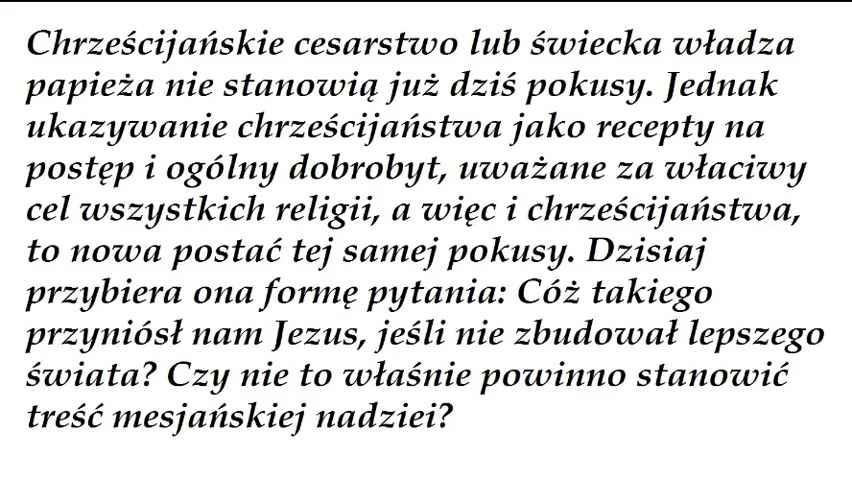 Chrześcijańskie cesarstwo lub świecka władza
papieża nie stanowią już dziś pokusy. Jednak
ukazywanie chrześcijaństwa jako recepty na
postęp i ogólny dobrobyt, uważane za właciwy
cel wszystkich religii, a więc i chrześcijaństwa,
to nowa postać tej samej pokusy. Dzisiaj
przybiera ona formę pytania: Cóż takiego
przyniósł nam Jezus, jeśli nie zbudował lepszego
świata? Czy nie to właśnie powinno stanowić
treść mesjańskiej nadziei?